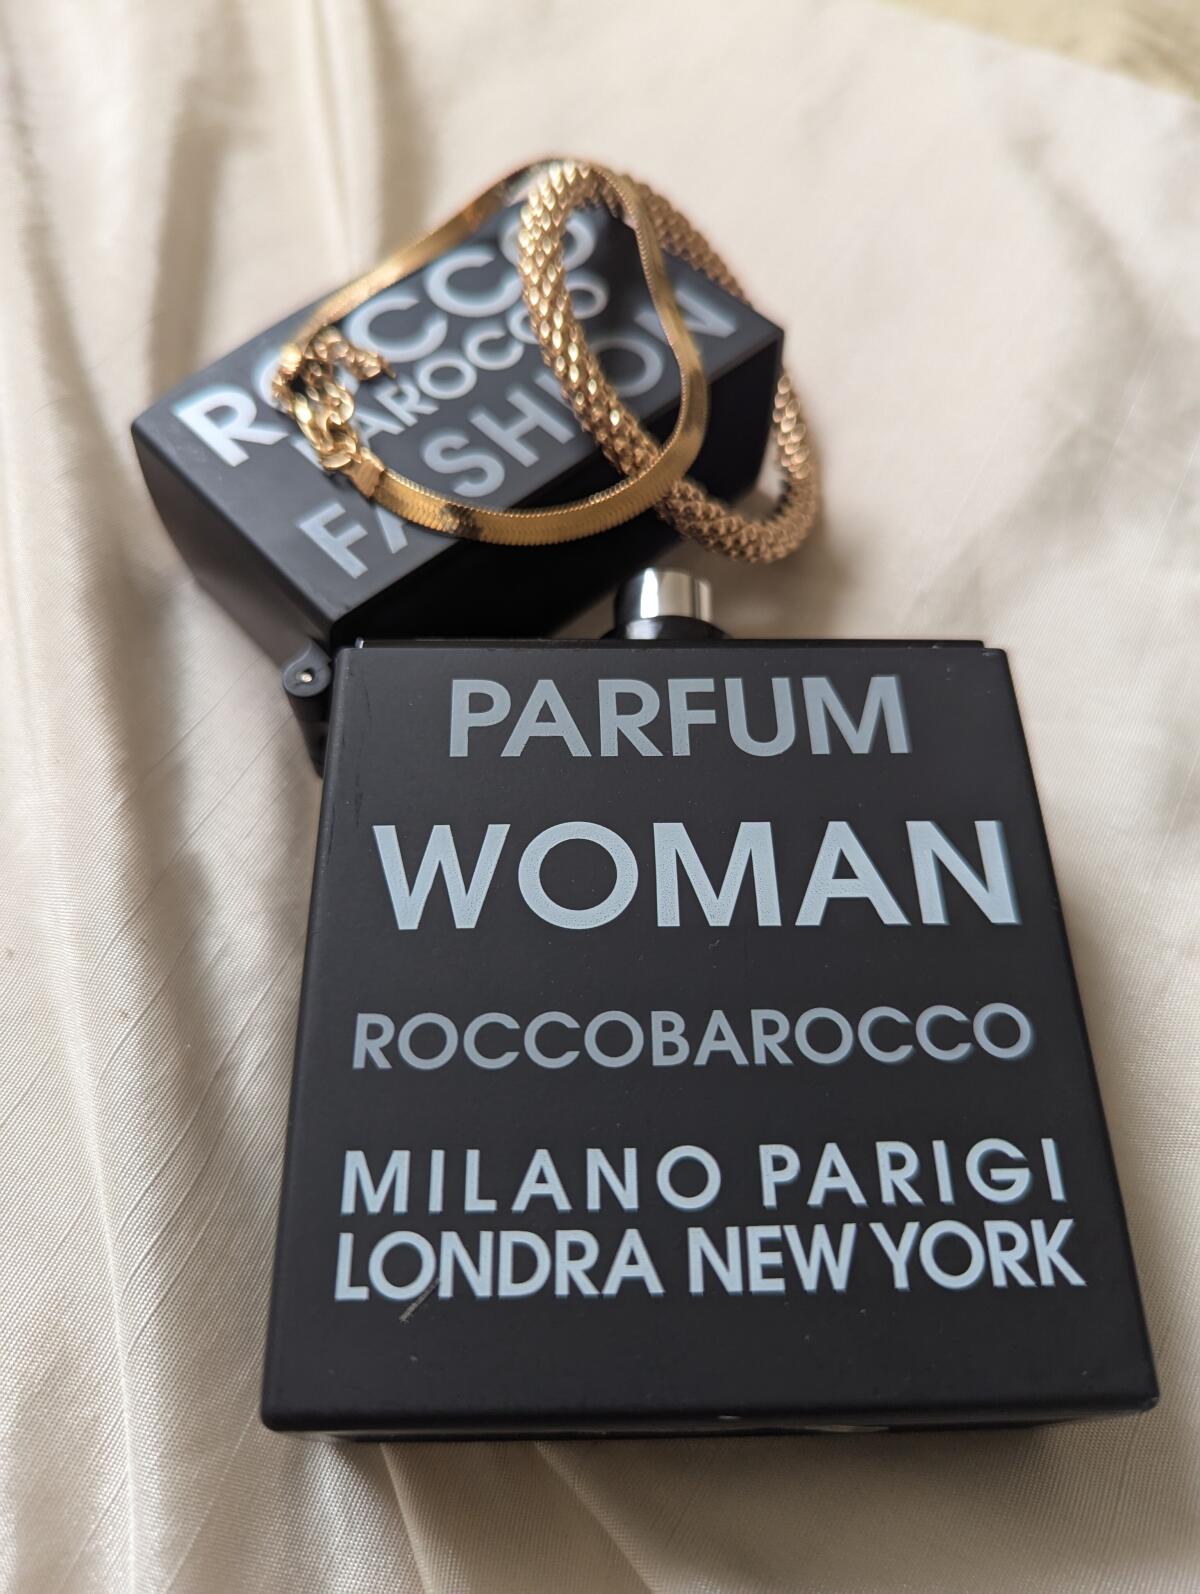 ROCCO
BAROCCO
FASHION
PARFUM
WOMAN
ROCCOBAROCCO
MILANO PARIGI
LONDRA NEW YORK